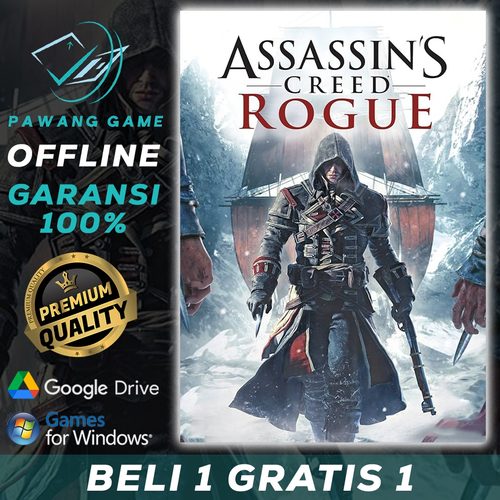 PAWANG GAME
OFFLINE
GARANSI
100%
PREMIUM
QUALITY
Google Drive
Games
for Windows
ASSASSIN'S
CREED
ROGUE
BELI 1 GRATIS 1